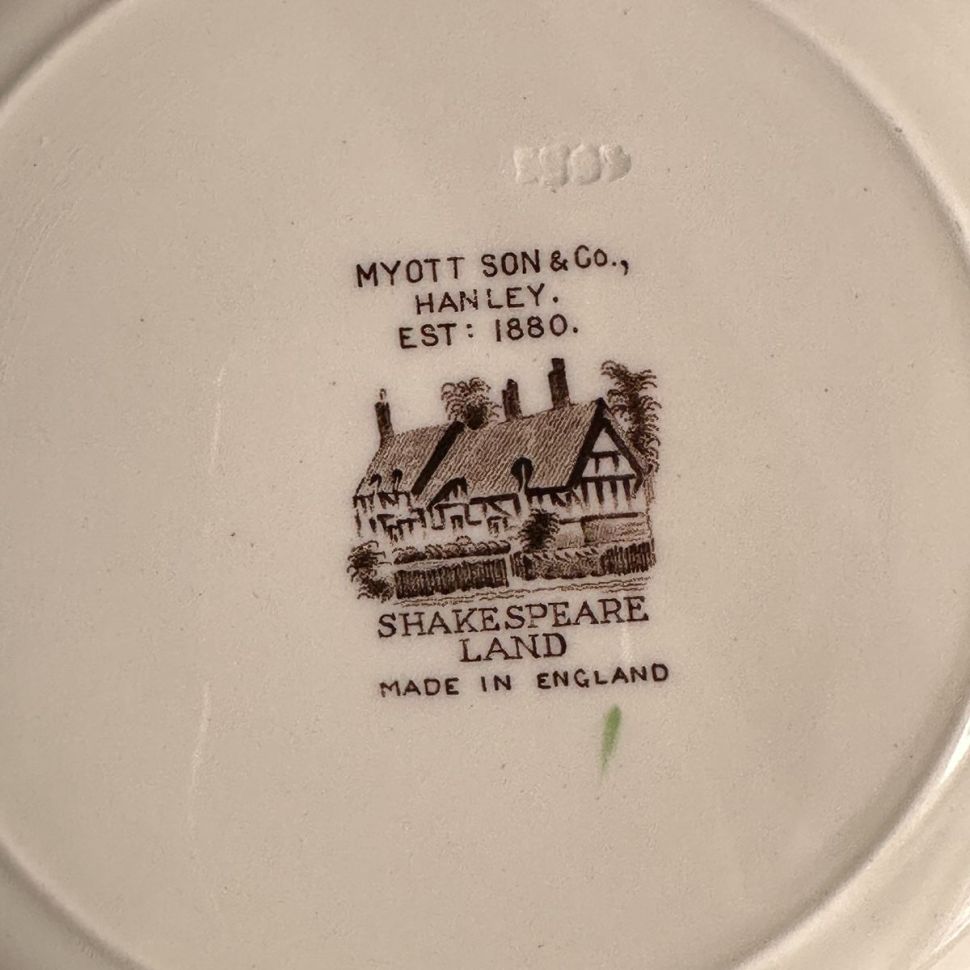 MYOTT SON & Co.,
HANLEY.
EST: 1880.
SHAKESPEARE
LAND
MADE IN ENGLAND